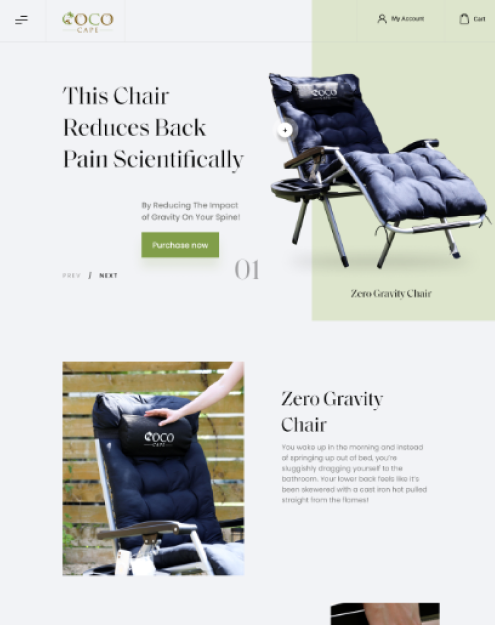 COCO
CAPE
My Account
Cart
This Chair
Reduces Back
Pain Scientifically
COCO
By Reducing The Impact
of Gravity On Your Spine!
Purchase now
PREV / NEXT
01
Zero Gravity Chair
COCO
CAPE
Zero Gravity
Chair
You wake up in the morning and instead
of springing up out of bed, you're
sluggishly dragging yourself to the
bathroom. Your lower back feels like it's
been skewered with a cast iron hot pulled
straight from the flames!